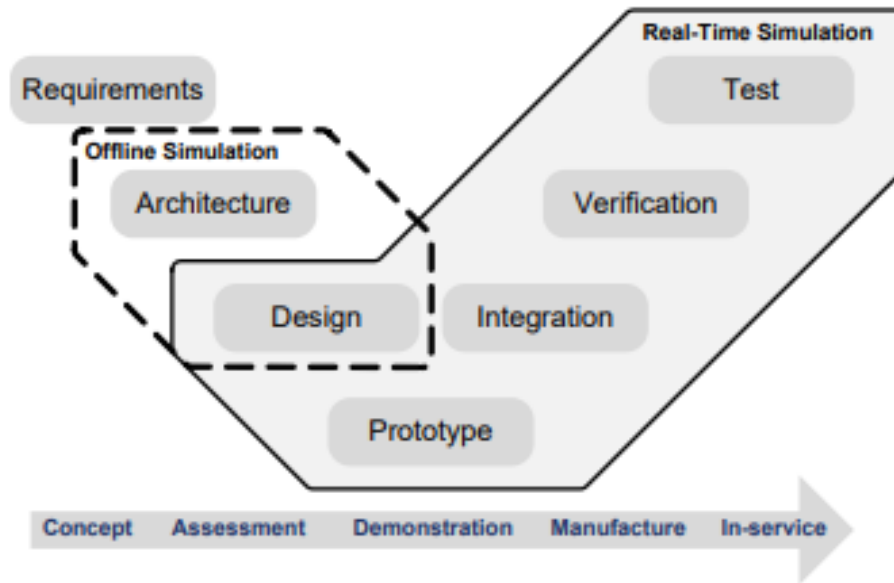 Real-Time Simulation
Requirements
Test
Offline Simulation
Architecture
Verification
Design
Integration
Prototype
Concept Assessment Demonstration Manufacture In-service